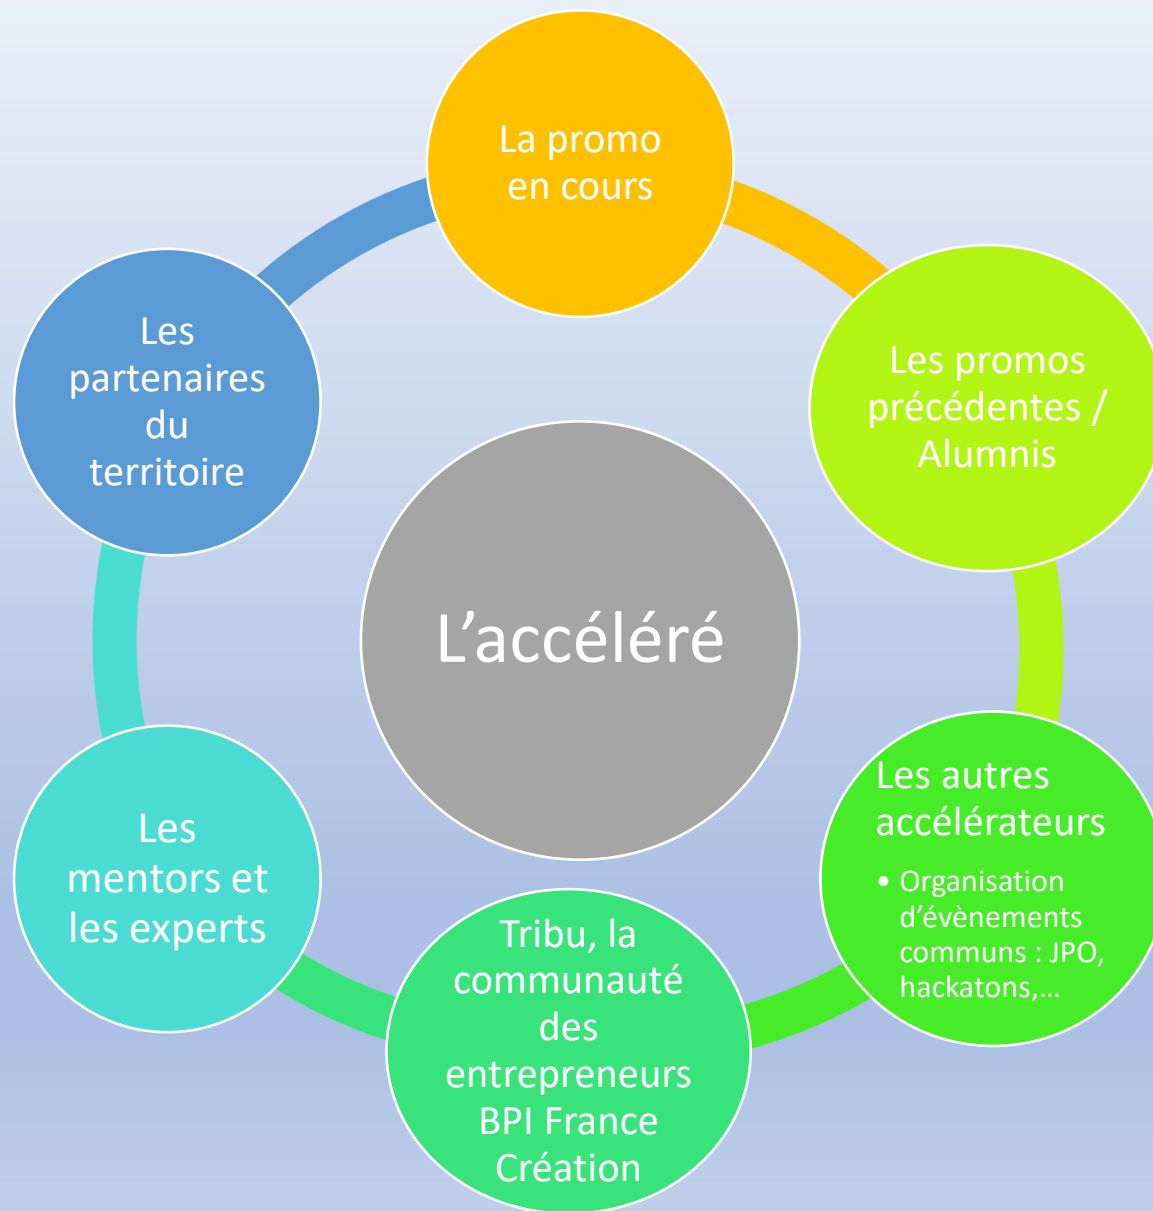 La promo
en cours
Les promos
précédentes /
Alumnis
Les autres
accélérateurs
• Organisation
d’évènements
communs : JPO,
hackatons,…
Tribu, la
communauté
des
entrepreneurs
BPI France
Création
Les
mentors et
les experts
Les
partenaires
du
territoire
L’accéléré